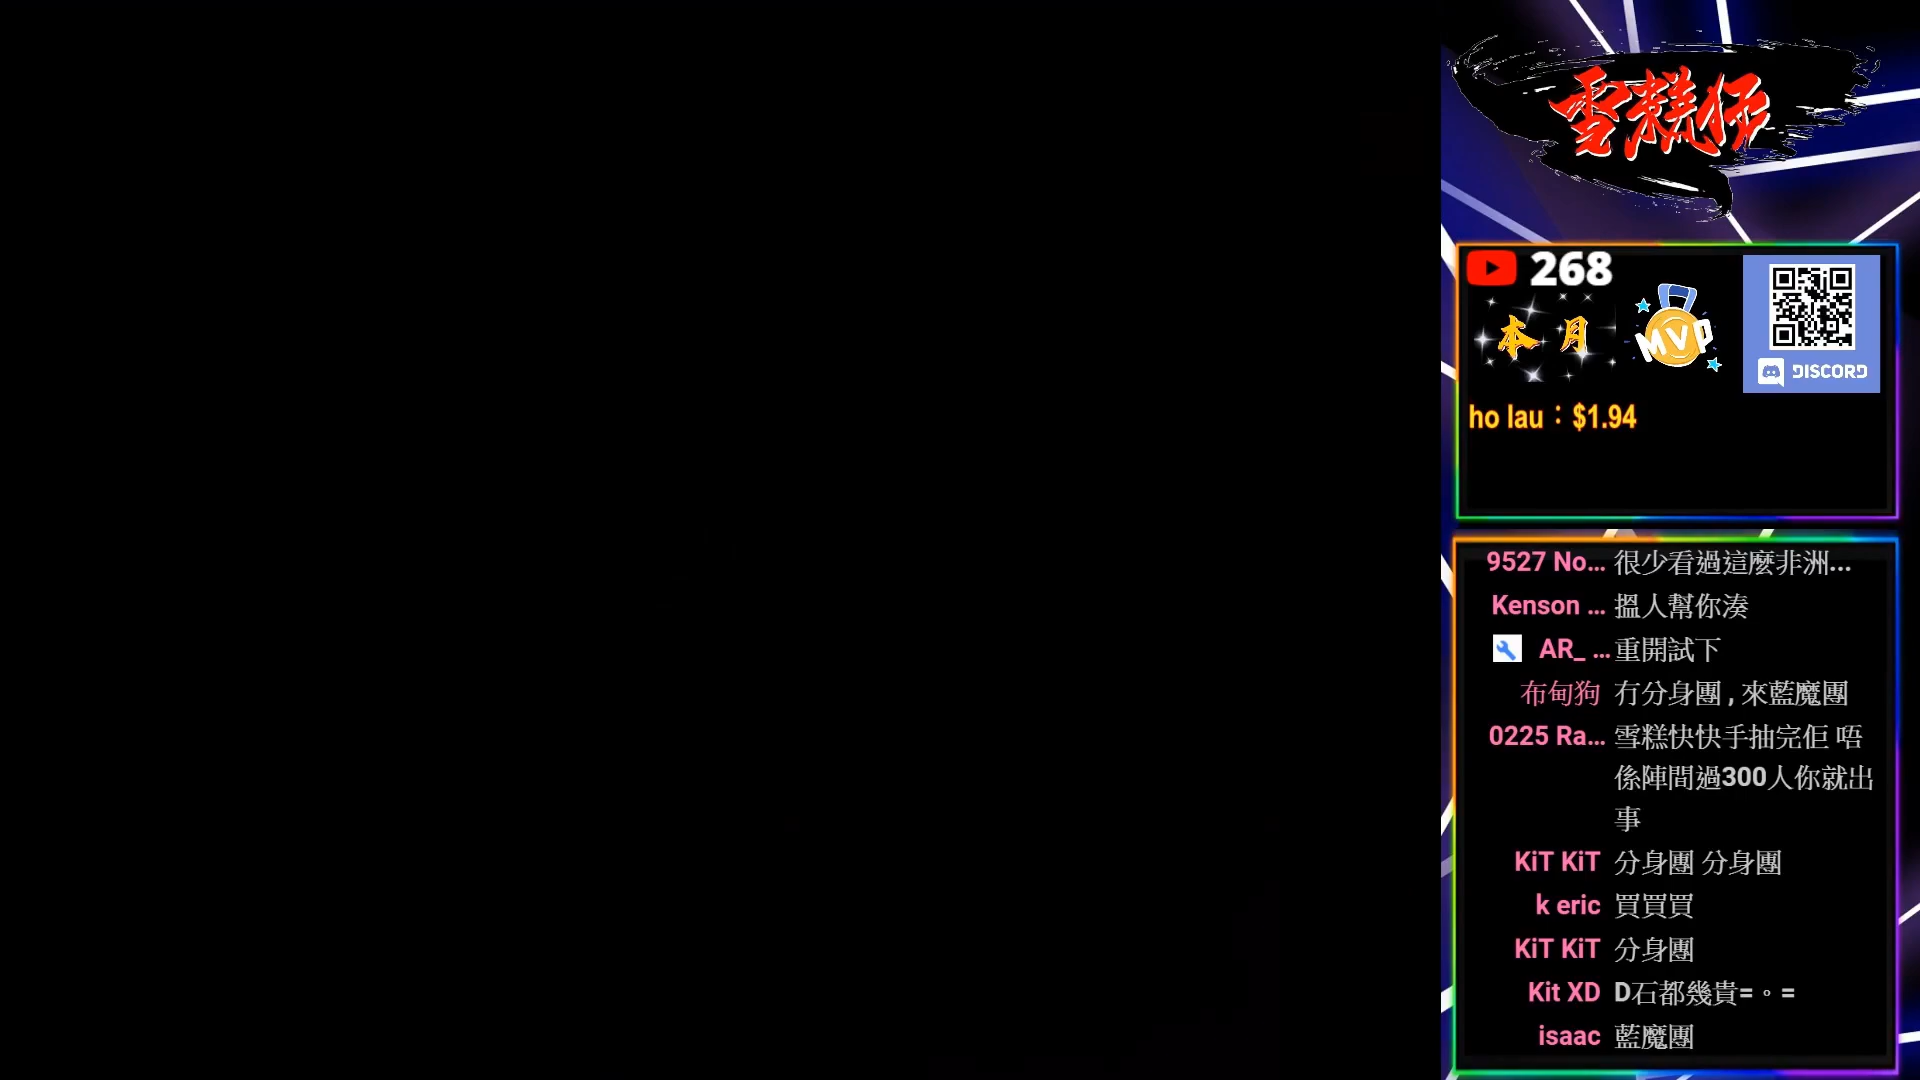 雪糕狂
268
本月
MVP
DISCORD
ho lau：$1.94
9527 No... 很少看過這麼非洲...
Kenson ... 搵人幫你湊
AR_ ... 重開試下
布甸狗 冇分身團 , 來藍魔團
0225 Ra... 雪糕快快手抽完佢 唔
係陣間過300人你就出
事
KiT KiT 分身團 分身團
k eric 買買買
KiT KiT 分身團
Kit XD D石都幾貴=。=
isaac 藍魔團